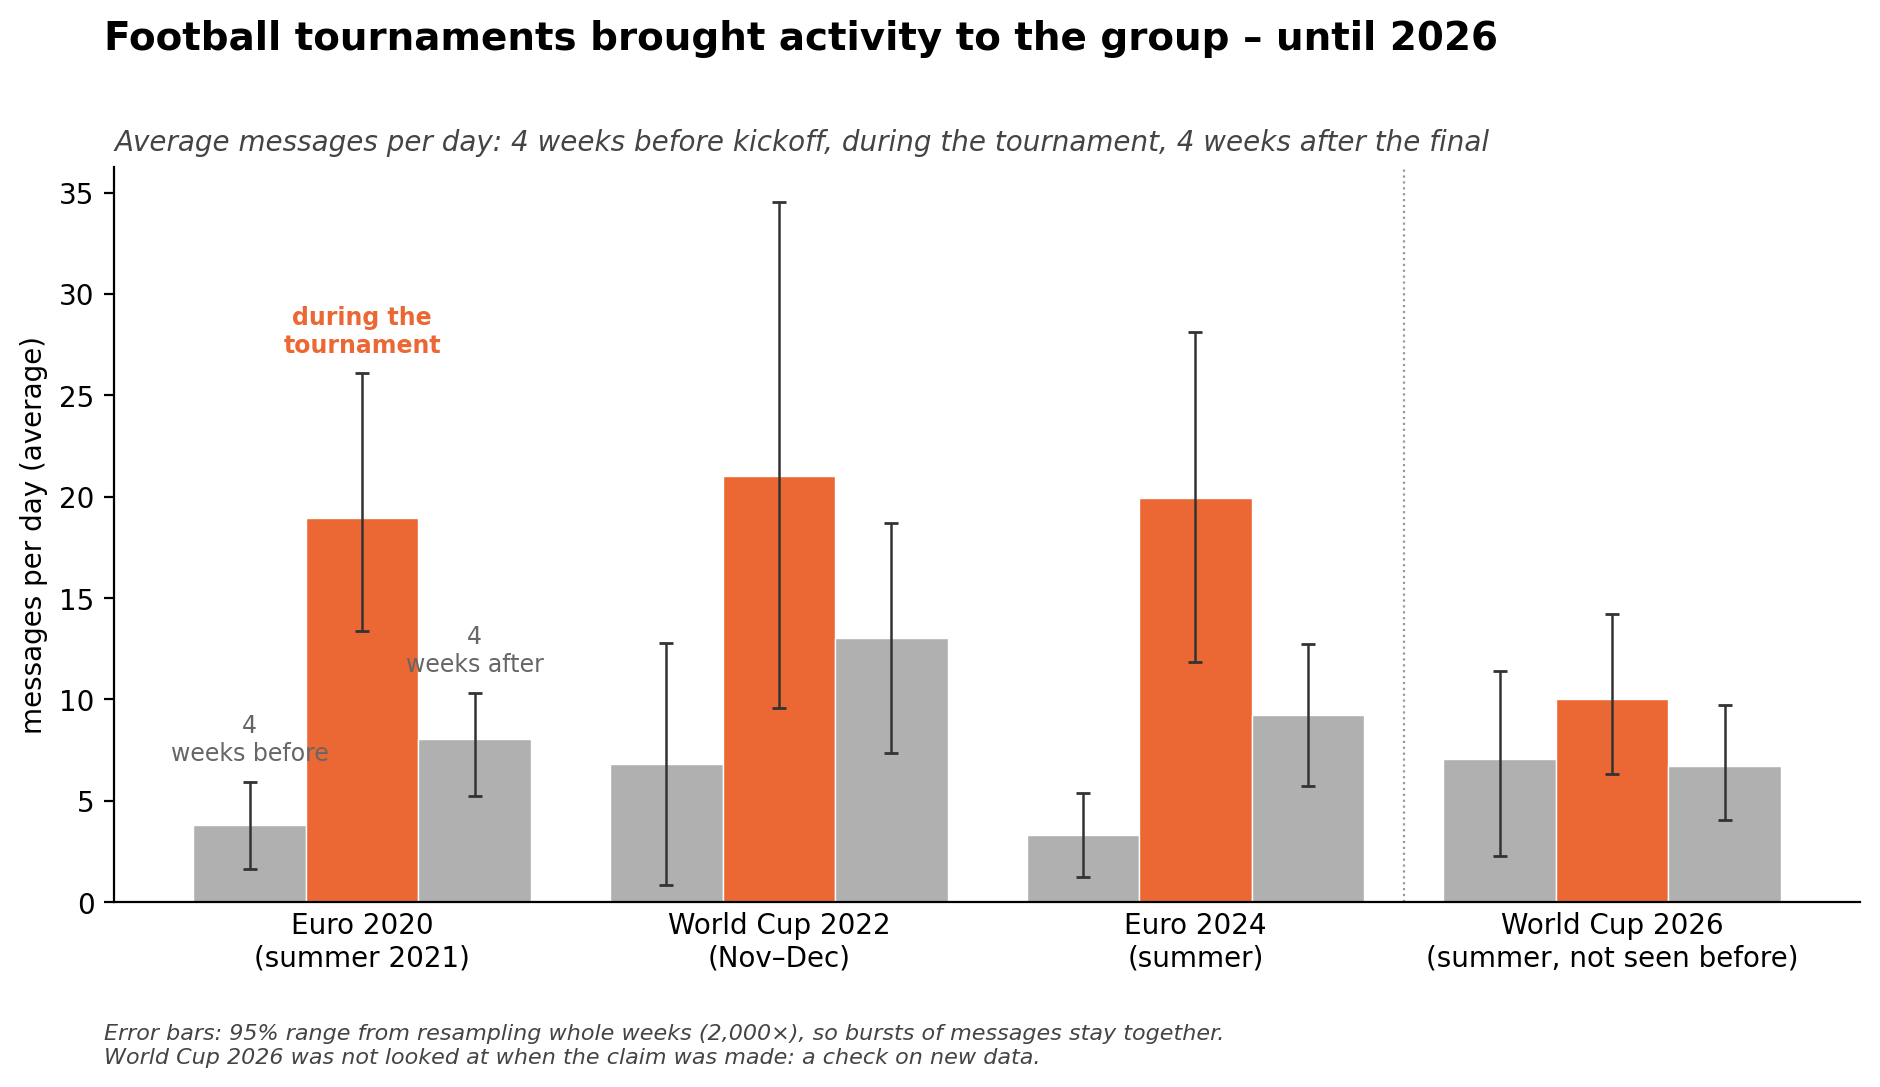 Football tournaments brought activity to the group – until 2026
Average messages per day: 4 weeks before kickoff, during the tournament, 4 weeks after the final
messages per day (average)
35
30
25
20
15
10
5
0
during the
tournament
4
weeks after
4
weeks before
Euro 2020
(summer 2021)
World Cup 2022
(Nov–Dec)
Euro 2024
(summer)
World Cup 2026
(summer, not seen before)
Error bars: 95% range from resampling whole weeks (2,000×), so bursts of messages stay together.
World Cup 2026 was not looked at when the claim was made: a check on new data.